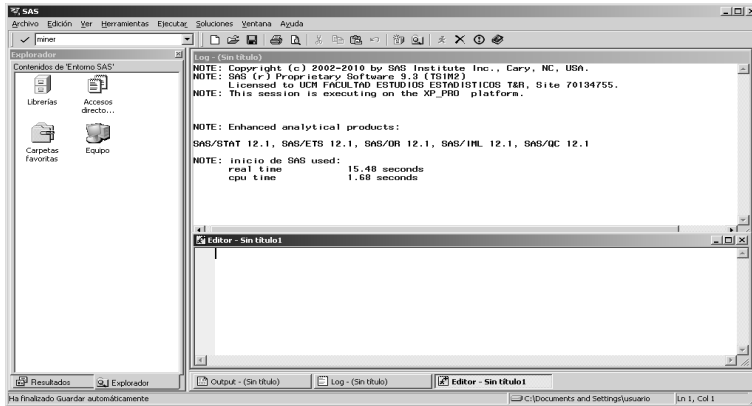 SAS
Archivo Edición Ver Herramientas Ejecutar Soluciones Ventana Ayuda
miner
Explorador
Contenidos de 'Entorno SAS'
Librerías
Accesos directo...
Carpetas favoritas
Equipo
Log - (Sin título)
NOTE: Copyright (c) 2002-2010 by SAS Institute Inc., Cary, NC, USA.
NOTE: SAS (r) Proprietary Software 9.3 (TS1M2)
Licensed to UCM FACULTAD ESTUDIOS ESTADISTICOS T&R, Site 70134755.
NOTE: This session is executing on the XP_PRO platform.
NOTE: Enhanced analytical products:
SAS/STAT 12.1, SAS/ETS 12.1, SAS/OR 12.1, SAS/IML 12.1, SAS/QC 12.1
NOTE: inicio de SAS used:
real time 15.48 seconds
cpu time 1.68 seconds
Editor - Sin título1
Resultados
Explorador
Output - (Sin título)
Log - (Sin título)
Editor - Sin título1
Ha finalizado Guardar automáticamente
C:\Documents and Settings\usuario
Ln 1, Col 1